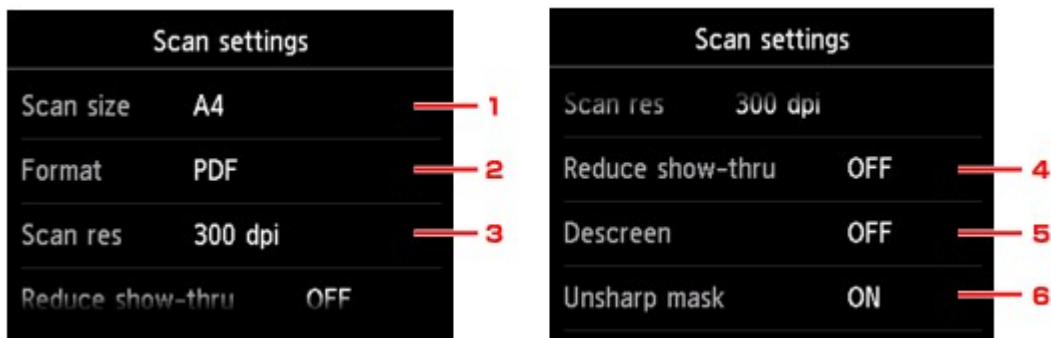 Scan settings
Scan size A4 1
Format PDF 2
Scan res 300 dpi 3
Reduce show-thru OFF
Scan settings
Scan res 300 dpi
Reduce show-thru OFF 4
Descreen OFF 5
Unsharp mask ON 6